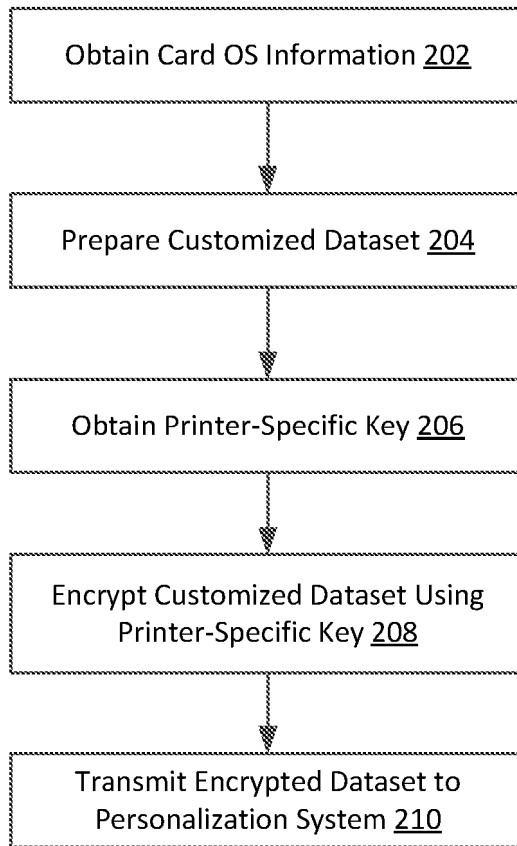 Obtain Card OS Information 202
Prepare Customized Dataset 204
Obtain Printer-Specific Key 206
Encrypt Customized Dataset Using
Printer-Specific Key 208
Transmit Encrypted Dataset to
Personalization System 210